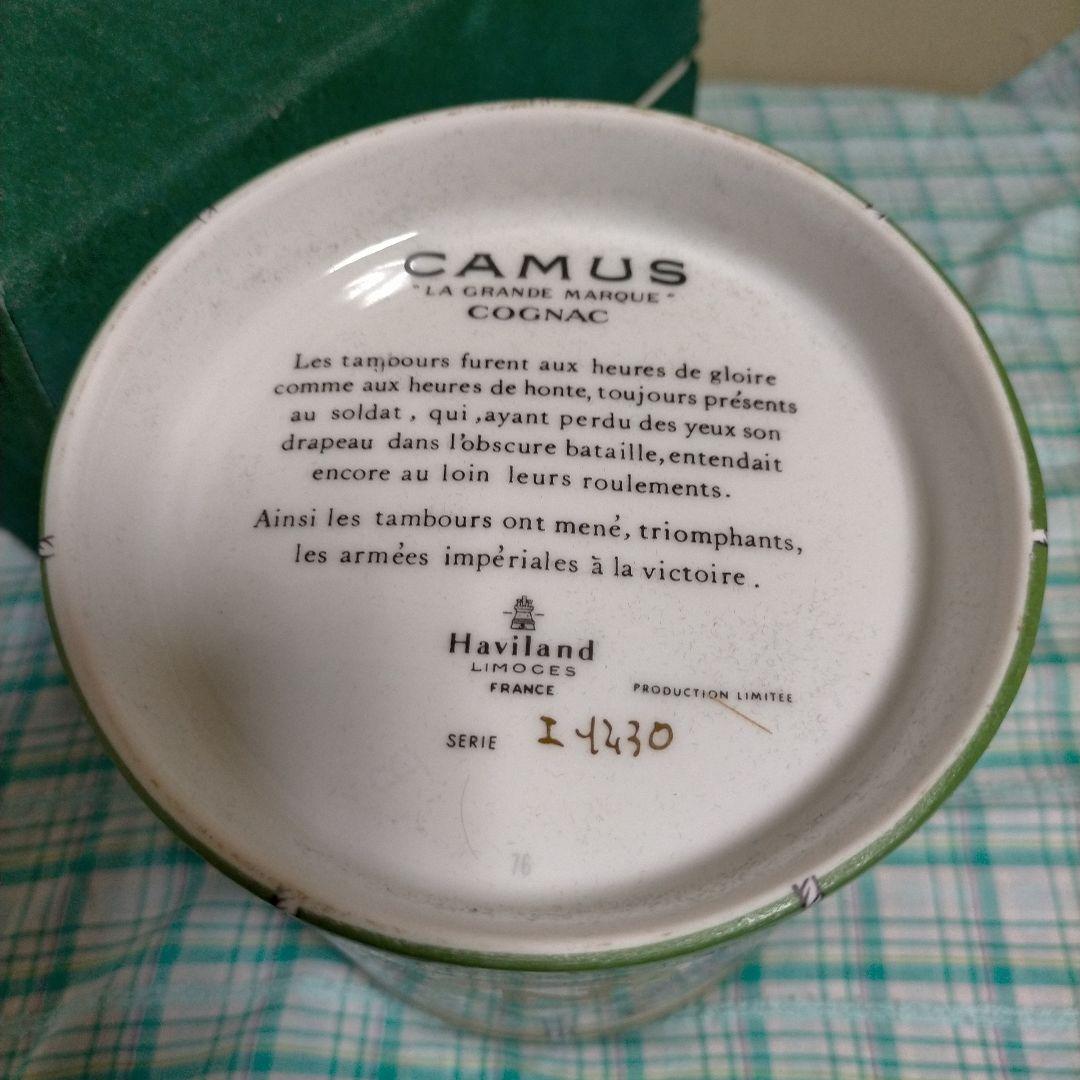 CAMUS
"LA GRANDE MARQUE"
COGNAC
Les tambours furent aux heures de gloire
comme aux heures de honte, toujours présents
au soldat, qui, ayant perdu des yeux son
drapeau dans l'obscure bataille, entendait
encore au loin leurs roulements.
Ainsi les tambours ont mené, triomphants,
les armées impériales à la victoire.
Haviland
LIMOGES
FRANCE
PRODUCTION LIMITÉE
SERIE I 1430
76